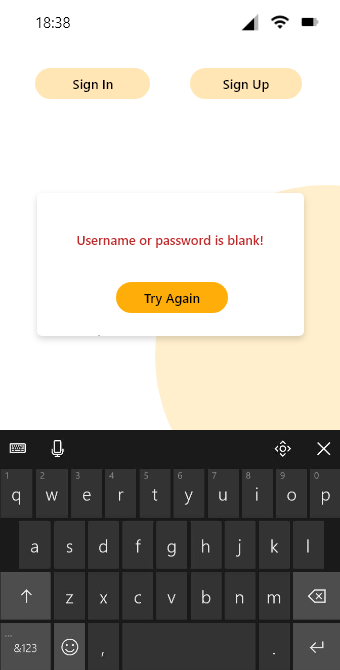 18:38
Sign In Sign Up
Username or password is blank!
Try Again
1 2 3 4 5 6 7 8 9 0
q w e r t y u i o p
a s d f g h j k l
z x c v b n m
&123 , .